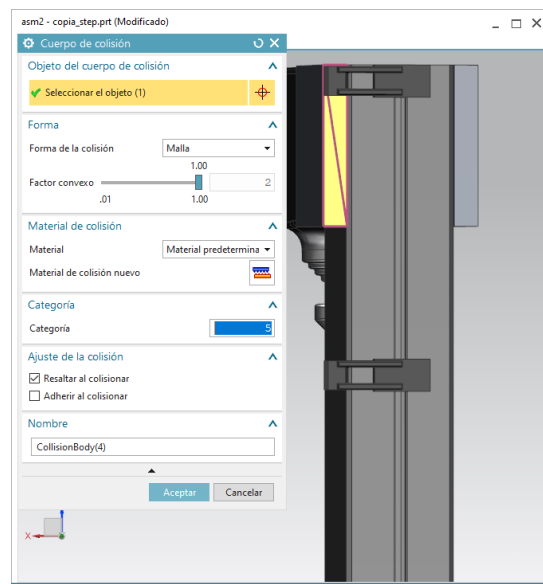 asm2 - copia_step.prt (Modificado)
Cuerpo de colisión
Objeto del cuerpo de colisión
Seleccionar el objeto (1)
Forma
Forma de la colisión Malla
1.00
Factor convexo 2
.01 1.00
Material de colisión
Material Material predetermina
Material de colisión nuevo
Categoría
Categoría 5
Ajuste de la colisión
Resaltar al colisionar
Adherir al colisionar
Nombre
CollisionBody(4)
Aceptar Cancelar
X